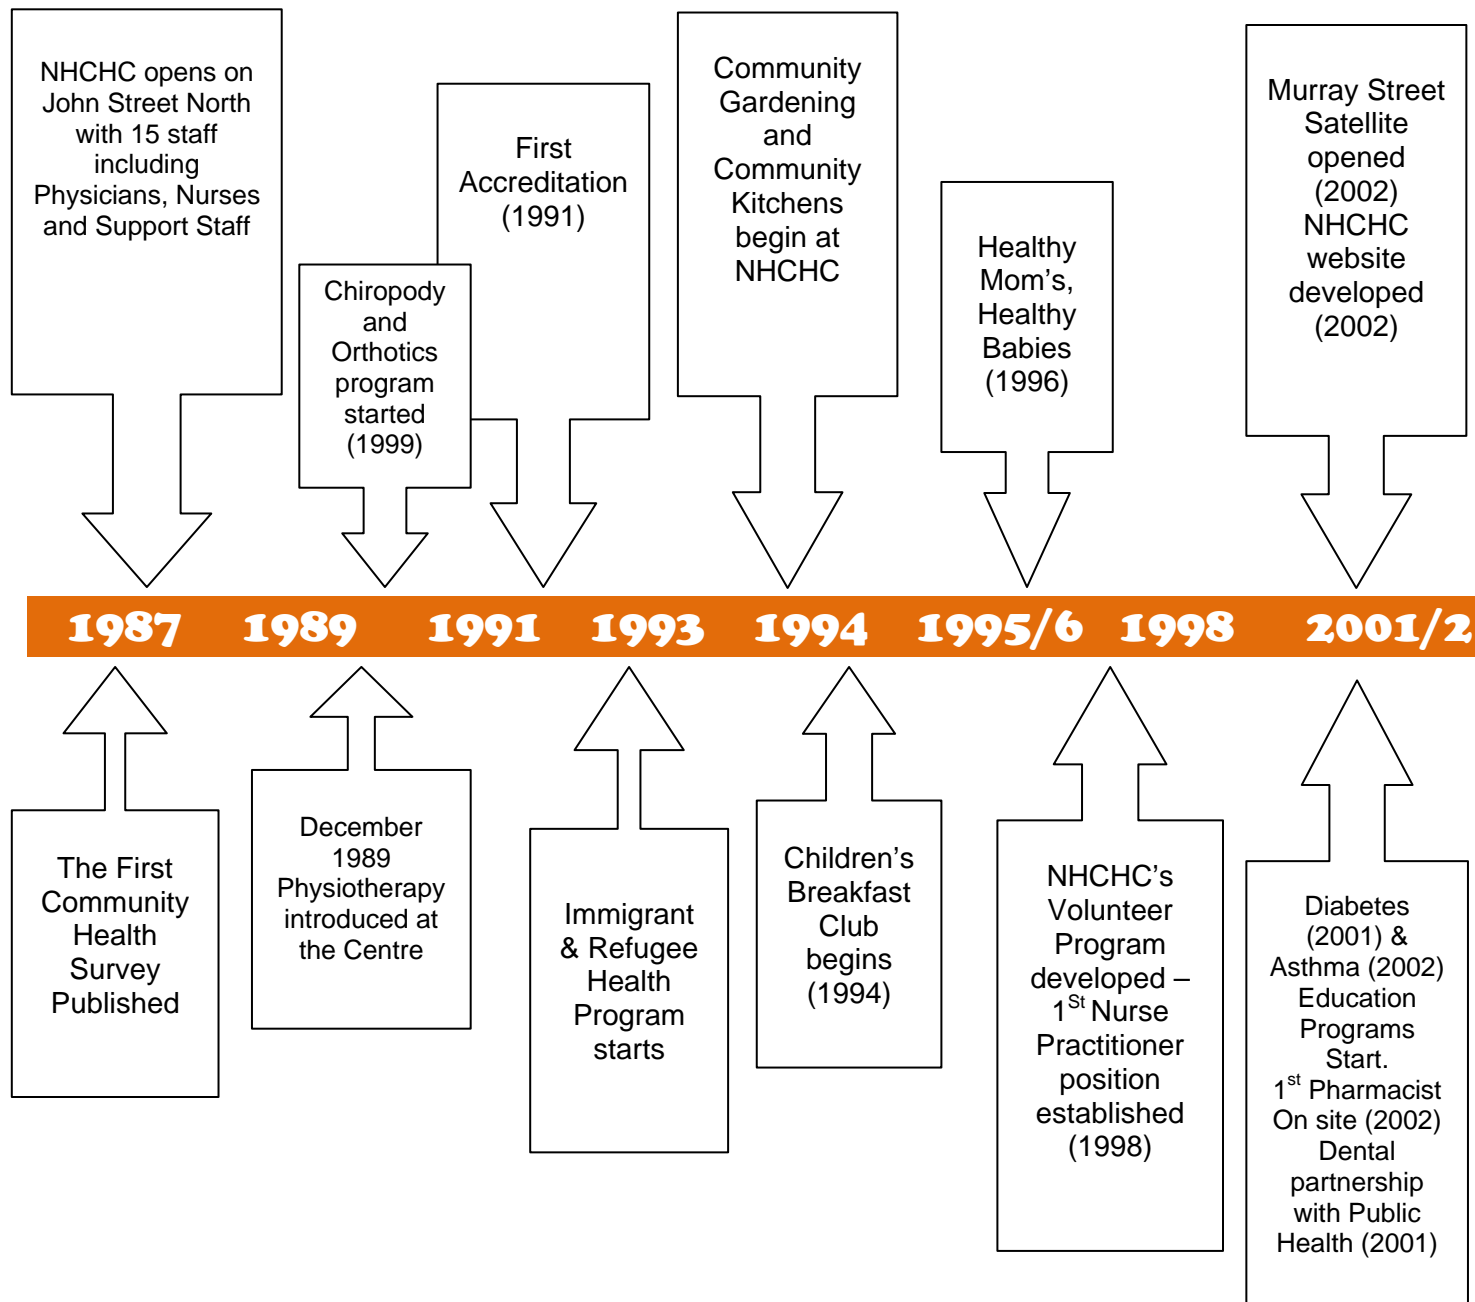 NHCHC opens on
John Street North
with 15 staff
including
Physicians, Nurses
and Support Staff
Chiropody
and
Orthotics
program
started
(1999)
First
Accreditation
(1991)
Community
Gardening
and
Community
Kitchens
begin at
NHCHC
Healthy
Mom’s,
Healthy
Babies
(1996)
Murray Street
Satellite
opened
(2002)
NHCHC
website
developed
(2002)
1987 1989 1991 1993 1994 1995/6 1998 2001/2
The First
Community
Health
Survey
Published
December
1989
Physiotherapy
introduced at
the Centre
Immigrant
& Refugee
Health
Program
starts
Children’s
Breakfast
Club
begins
(1994)
NHCHC’s
Volunteer
Program
developed –
1St Nurse
Practitioner
position
established
(1998)
Diabetes
(2001) &
Asthma (2002)
Education
Programs
Start.
1st Pharmacist
On site (2002)
Dental
partnership
with Public
Health (2001)